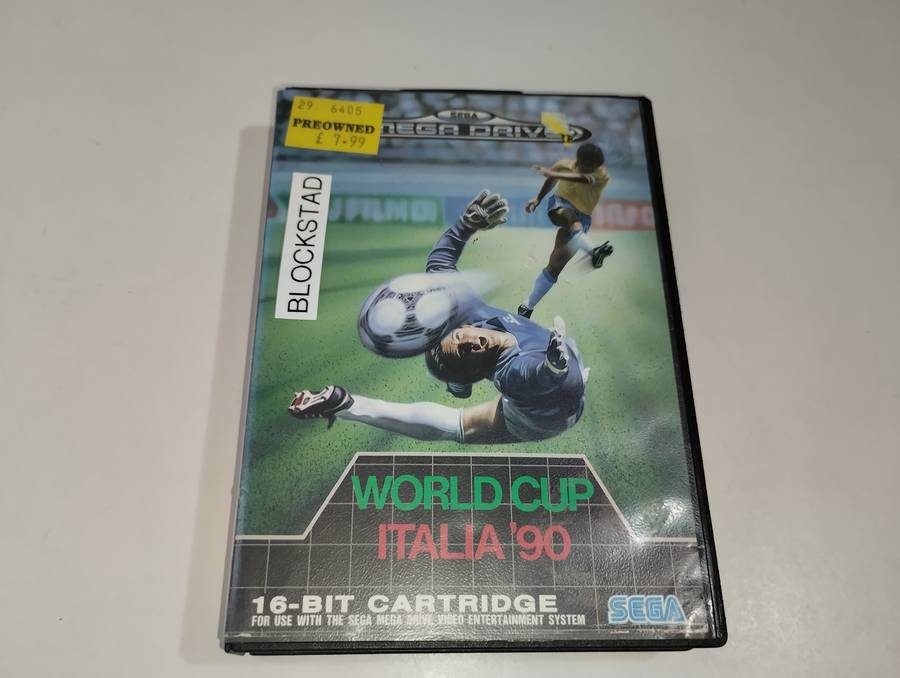 29 6405
PREOWNED
£ 7.99
SEGA
MEGA DRIVE
BLOCKSTAD
WORLD CUP
ITALIA '90
16-BIT CARTRIDGE
FOR USE WITH THE SEGA MEGA DRIVE VIDEO ENTERTAINMENT SYSTEM
SEGA